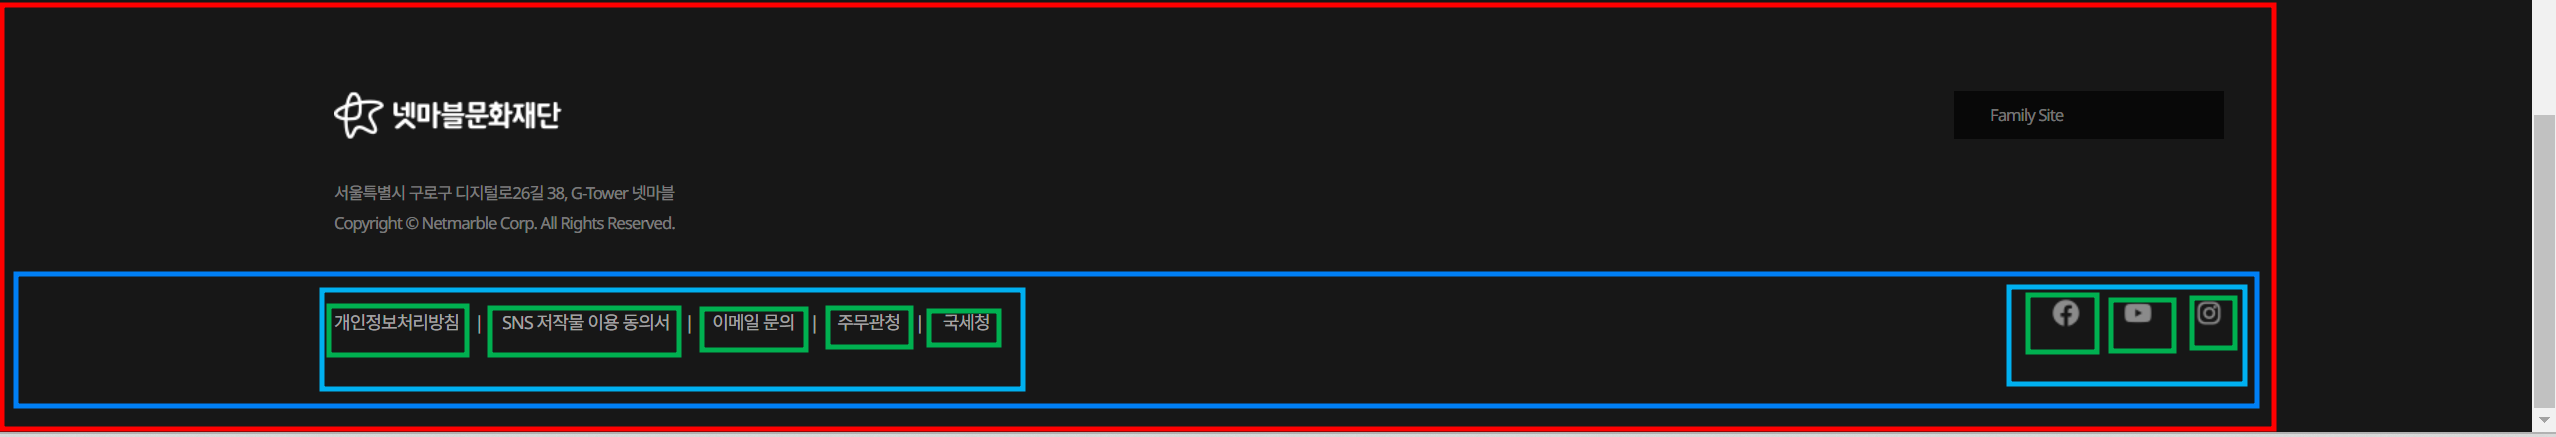 넷마블문화재단
Family Site
서울특별시 구로구 디지털로26길 38, G-Tower 넷마블
Copyright © Netmarble Corp. All Rights Reserved.
개인정보처리방침 | SNS 저작물 이용 동의서 | 이메일 문의 | 주무관청 | 국세청